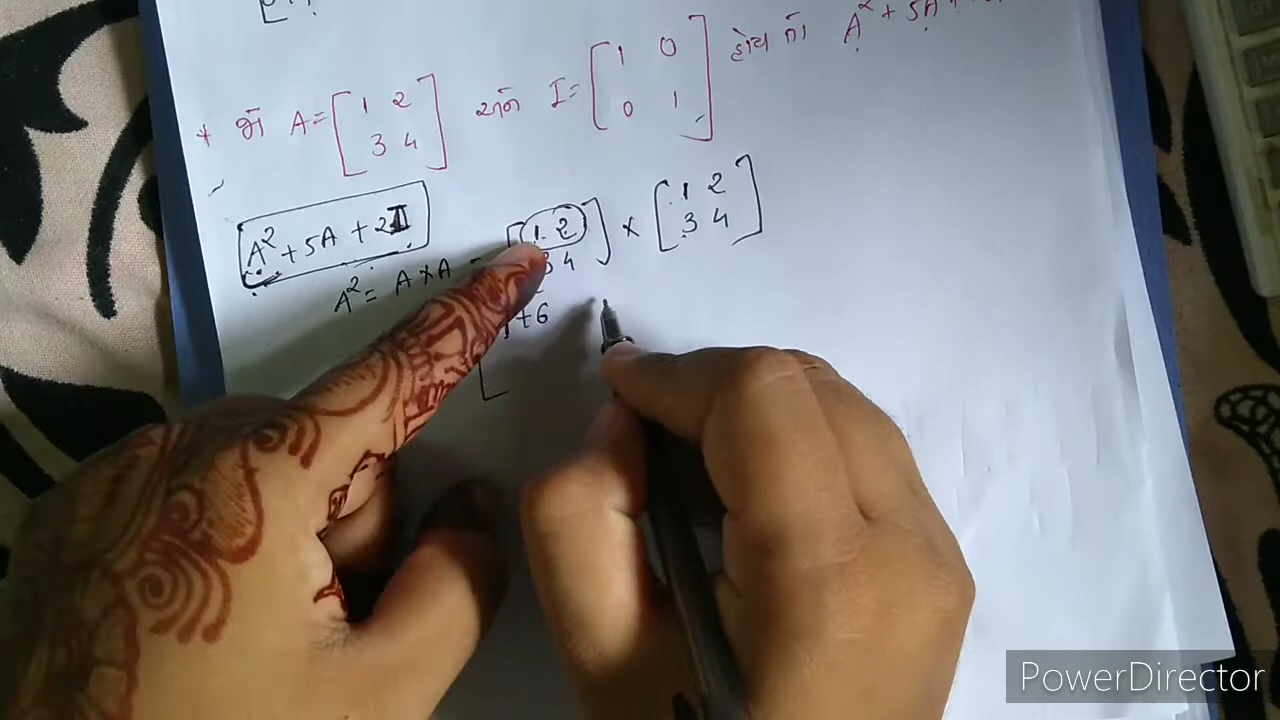 હોય તો A² + 5A
* જો A = [1 2 અને I = [1 0
3 4] 0 1]
A² + 5A + 2I
A² = A × A = [1 2 × [1 2
3 4] 3 4]
1 + 6
PowerDirector